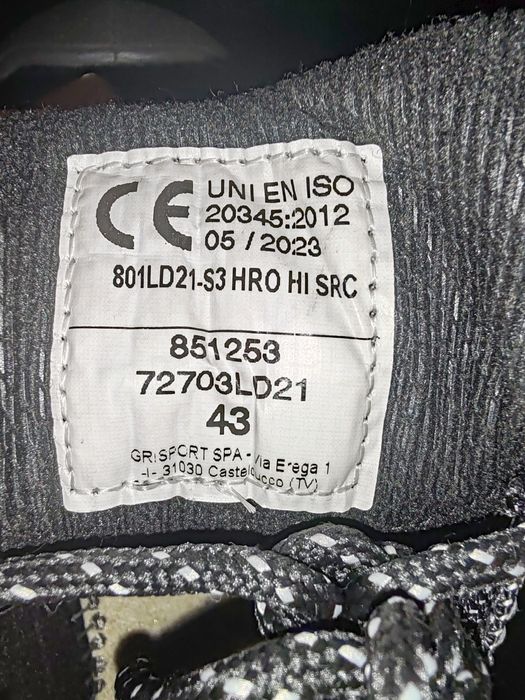 CE UNI EN ISO
20345:2012
05 / 2023
801LD21-S3 HRO HI SRC
851253
72703LD21
43
GRISPORT SPA - Via Erega 1
-I- 31030 Castelcucco (TV)